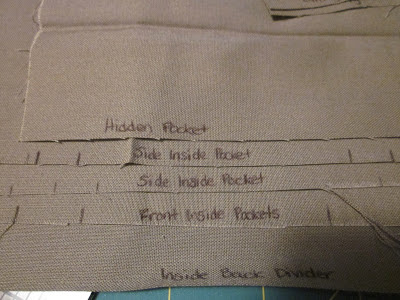 Hidden Pocket
Side Inside Pocket
Side Inside Pocket
Front Inside Pockets
Inside Back Divider